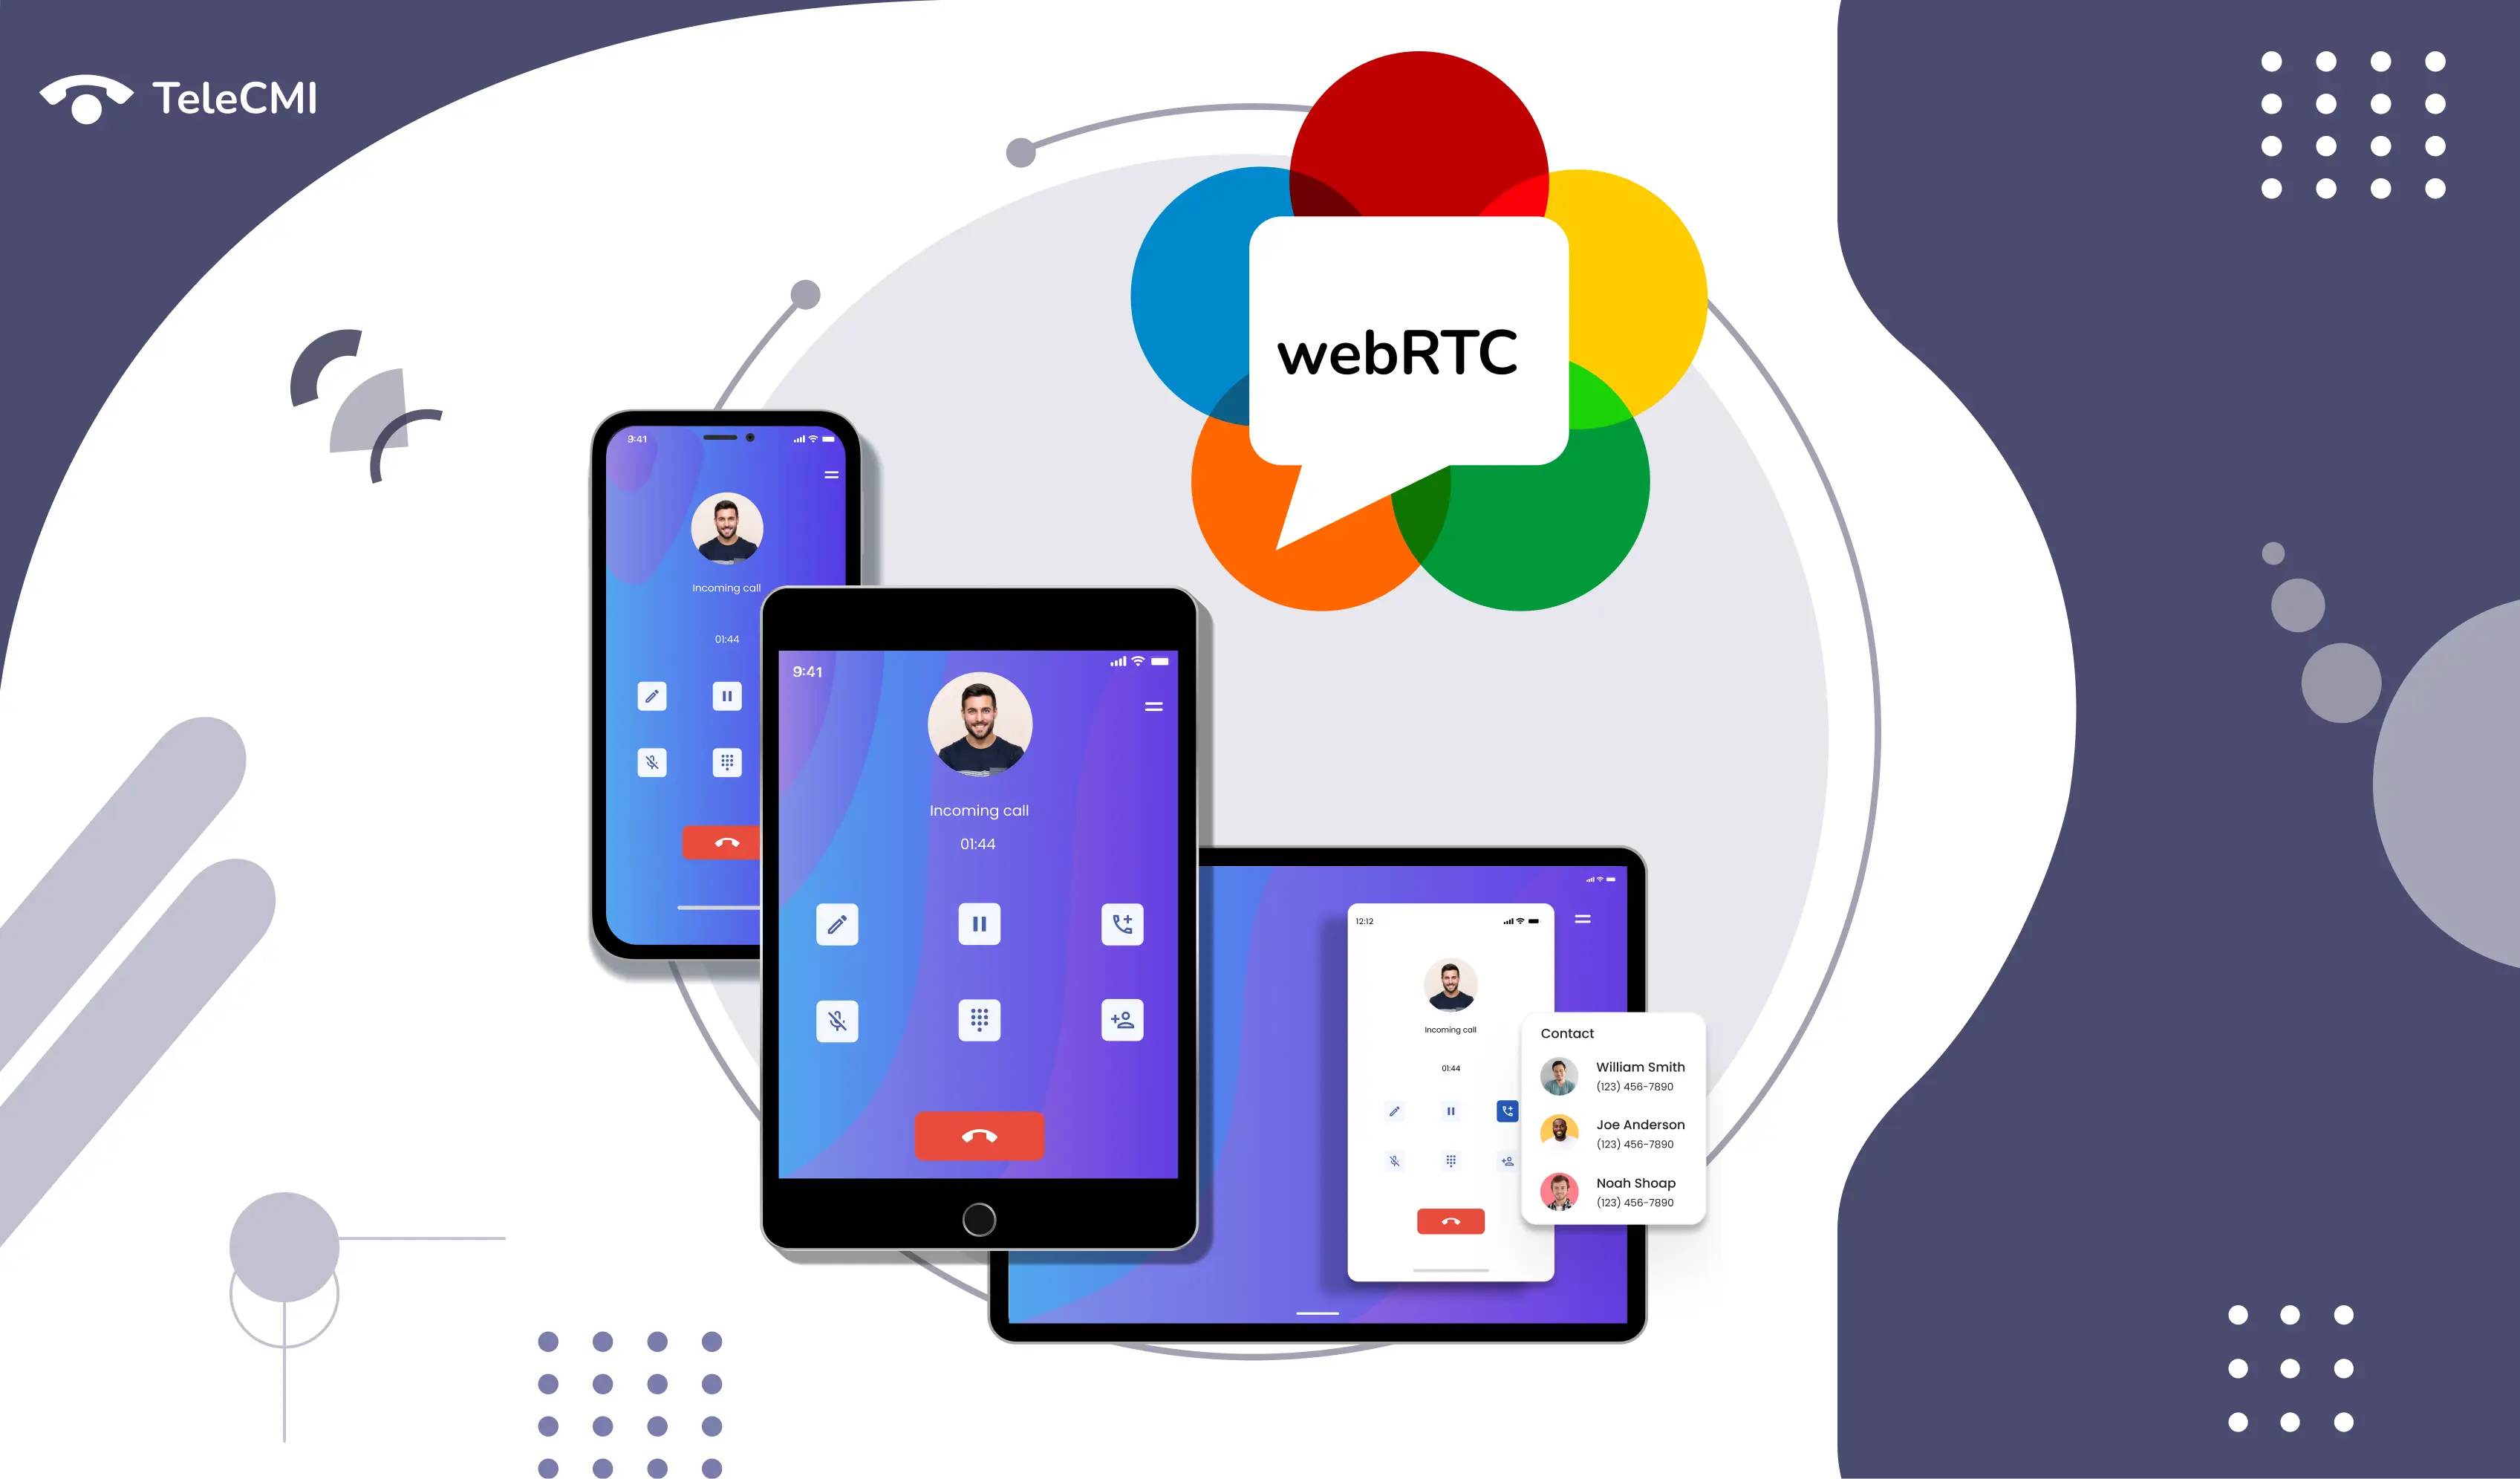 TeleCMI
webRTC
9:41
Incoming call
01:44
9:41
Incoming call
01:44
12:12
Incoming call
01:44
Contact
William Smith
(123) 456-7890
Joe Anderson
(123) 456-7890
Noah Shoap
(123) 456-7890